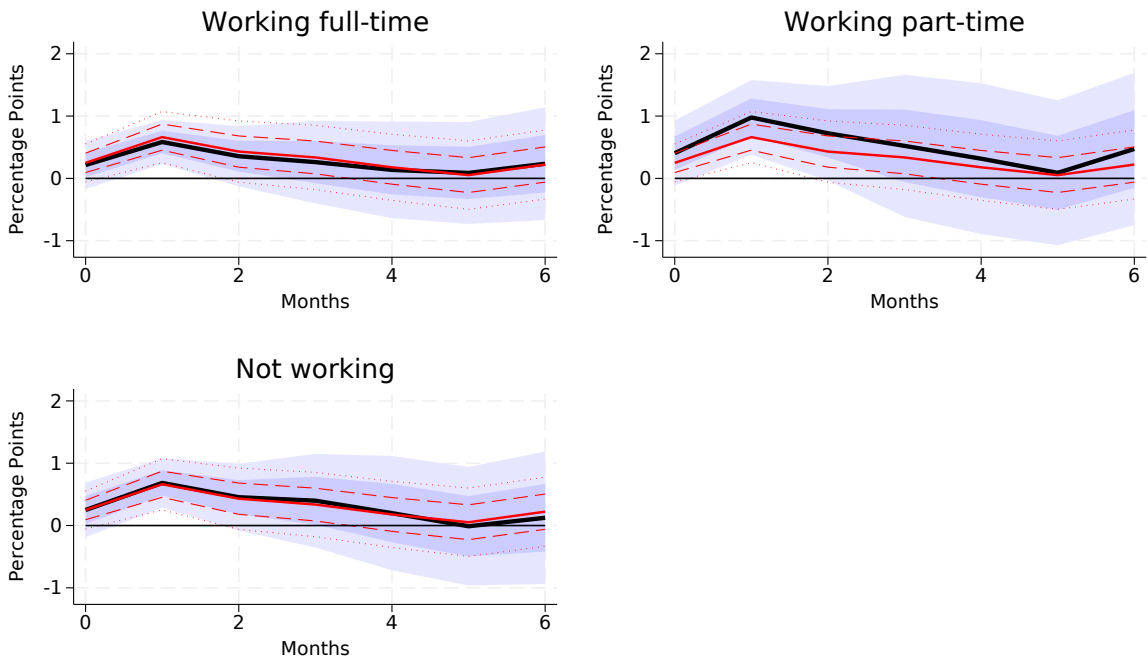 Working full-time
2
1
0
-1
Percentage Points
0 2 4 6
Months
Working part-time
2
1
0
-1
Percentage Points
0 2 4 6
Months
Not working
2
1
0
-1
Percentage Points
0 2 4 6
Months